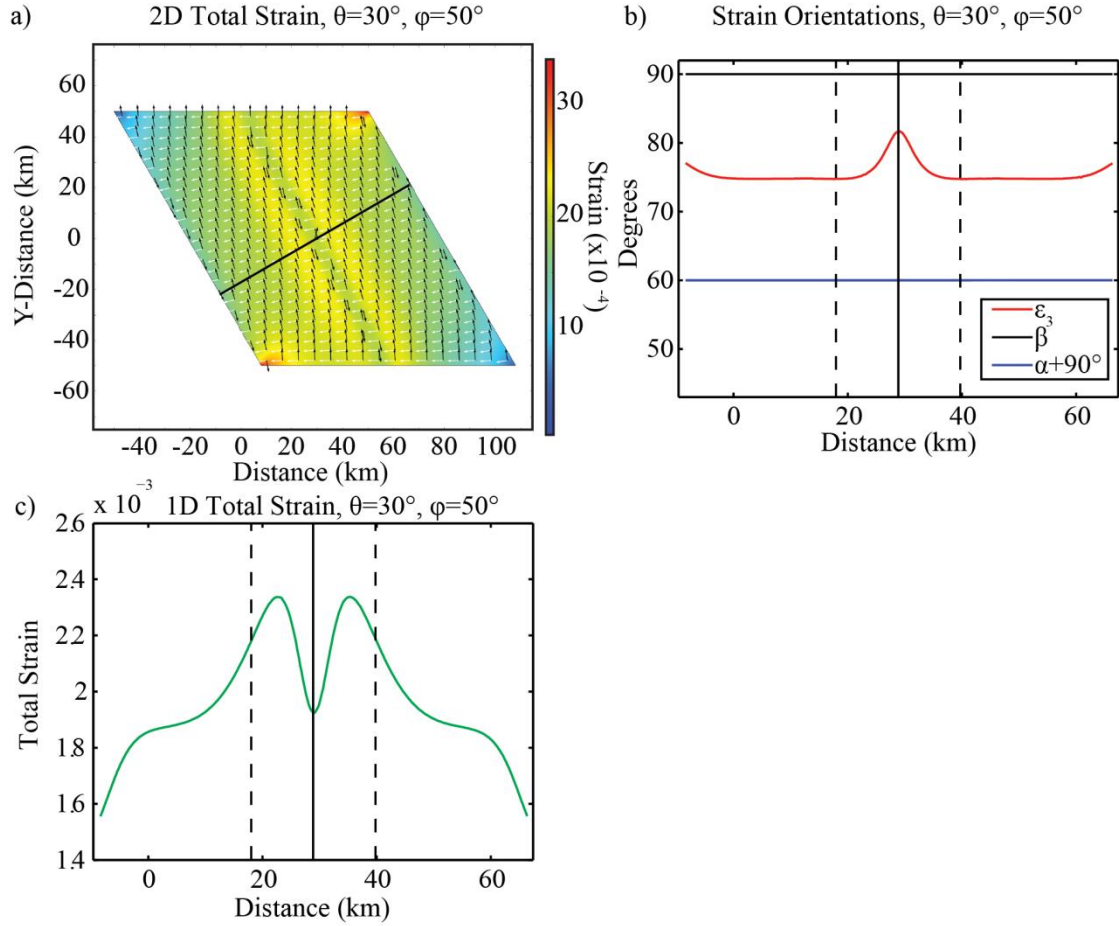 a)
2D Total Strain, θ=30°, φ=50°
60
40
20
0
-20
-40
-60
Y-Distance (km)
-40 -20 0 20 40 60 80 100
Distance (km)
30
20
10
Strain (x10 ⁻⁴)
b)
Strain Orientations, θ=30°, φ=50°
90
80
70
60
50
Degrees
0 20 40 60
Distance (km)
ε₃
β
α+90°
c)
x 10 ⁻³
1D Total Strain, θ=30°, φ=50°
2.6
2.4
2.2
2
1.8
1.6
1.4
Total Strain
0 20 40 60
Distance (km)